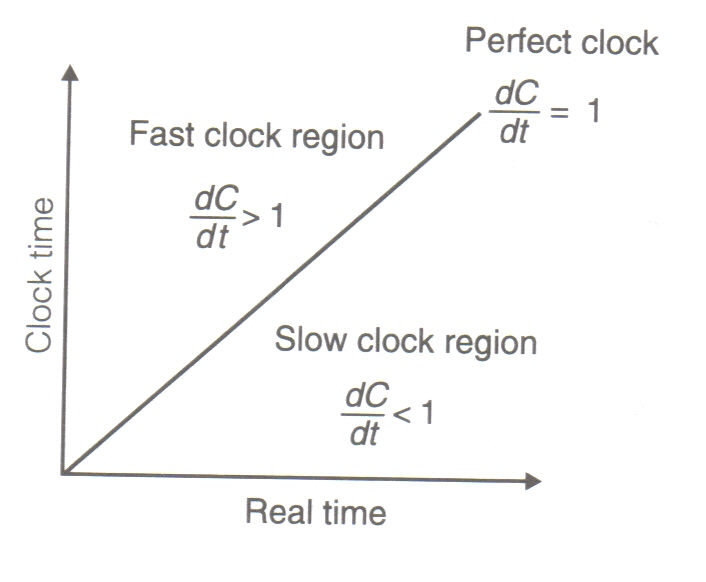 Perfect clock
dC/dt = 1
Fast clock region
dC/dt > 1
Clock time
Slow clock region
dC/dt < 1
Real time